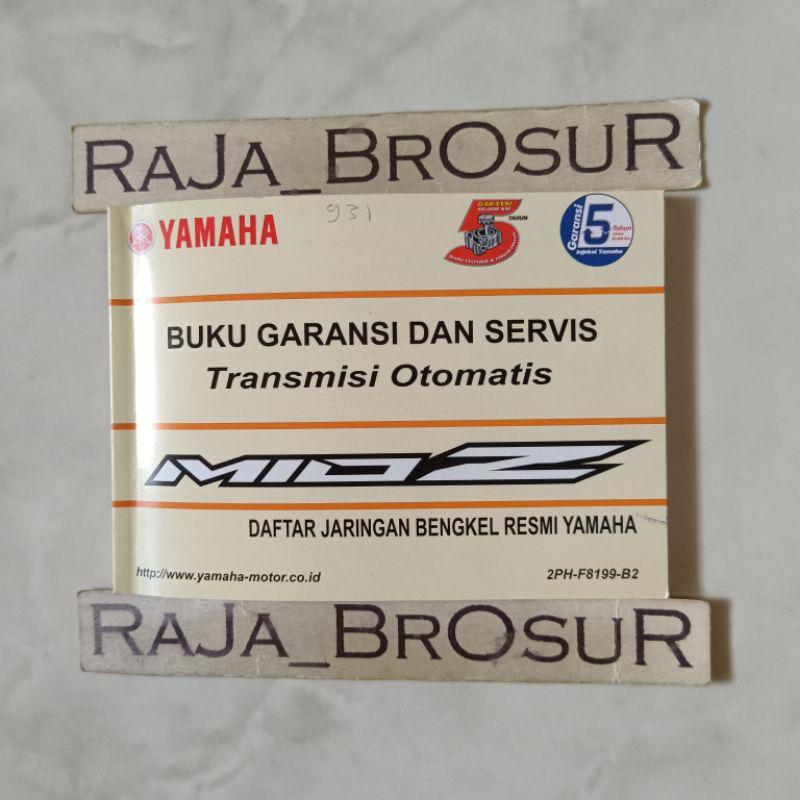 RAJA_BROSUR
YAMAHA
931
GARANSI
5
TAHUN
Garansi
5
Tahun
Injeksi Yamaha
BUKU GARANSI DAN SERVIS
Transmisi Otomatis
MIO Z
DAFTAR JARINGAN BENGKEL RESMI YAMAHA
http://www.yamaha-motor.co.id
2PH-F8199-B2
RAJA_BROSUR